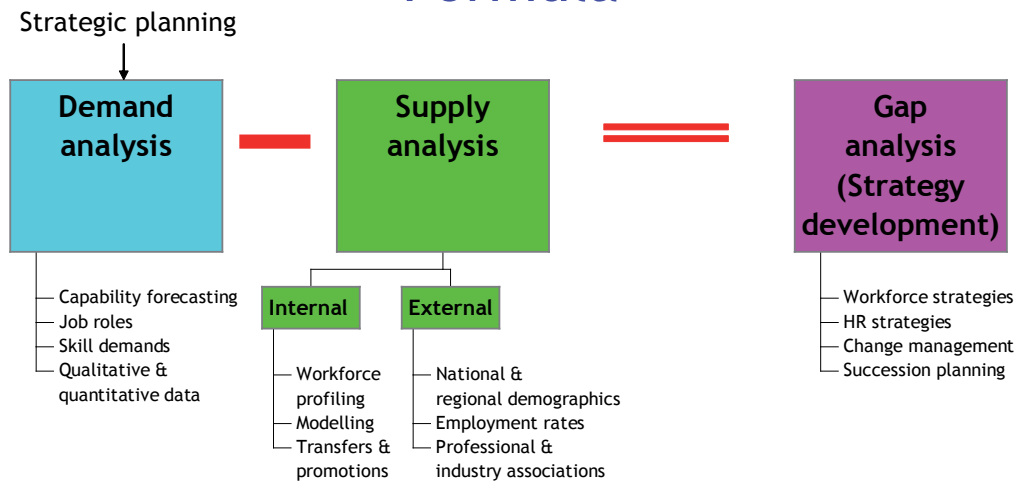 Formula
Strategic planning
Demand
analysis
Supply
analysis
Gap
analysis
(Strategy
development)
Capability forecasting
Job roles
Skill demands
Qualitative &
quantitative data
Internal
External
Workforce
profiling
Modelling
Transfers &
promotions
National &
regional demographics
Employment rates
Professional &
industry associations
Workforce strategies
HR strategies
Change management
Succession planning